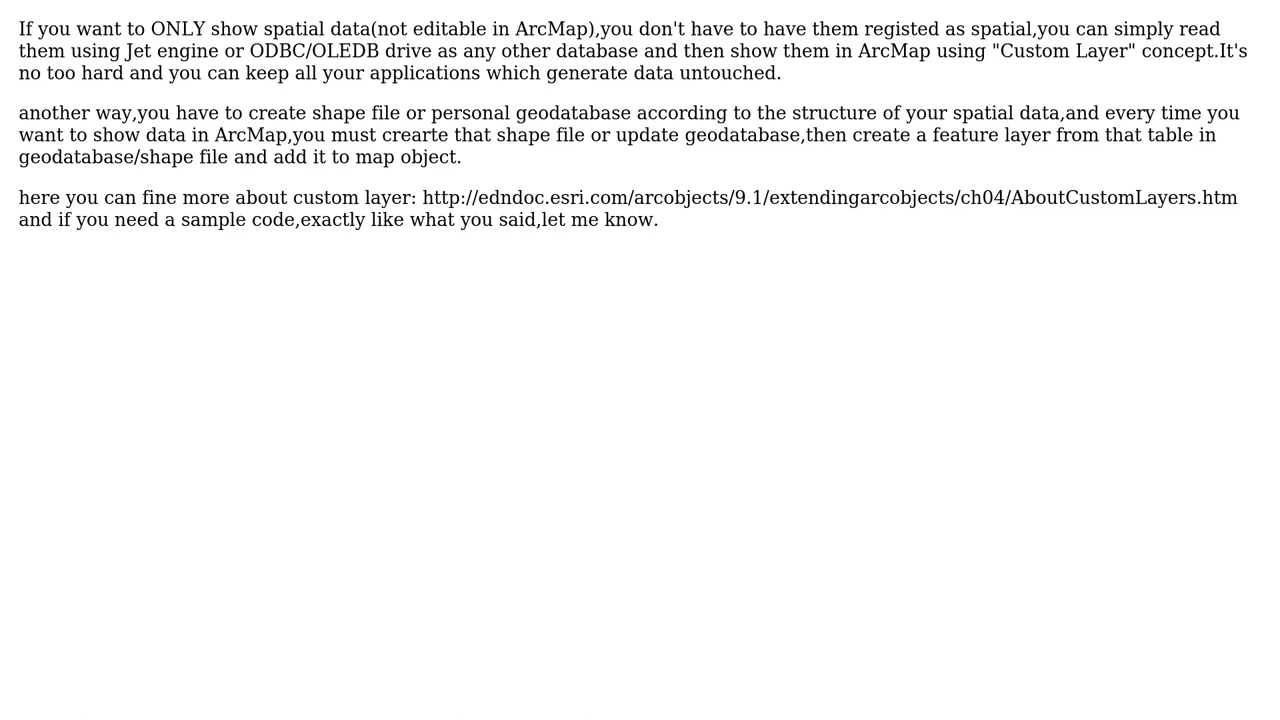 If you want to ONLY show spatial data(not editable in ArcMap),you don't have to have them registed as spatial,you can simply read
them using Jet engine or ODBC/OLEDB drive as any other database and then show them in ArcMap using "Custom Layer" concept.It's
no too hard and you can keep all your applications which generate data untouched.
another way,you have to create shape file or personal geodatabase according to the structure of your spatial data,and every time you
want to show data in ArcMap,you must crearte that shape file or update geodatabase,then create a feature layer from that table in
geodatabase/shape file and add it to map object.
here you can fine more about custom layer: http://edndoc.esri.com/arcobjects/9.1/extendingarcobjects/ch04/AboutCustomLayers.htm
and if you need a sample code,exactly like what you said,let me know.